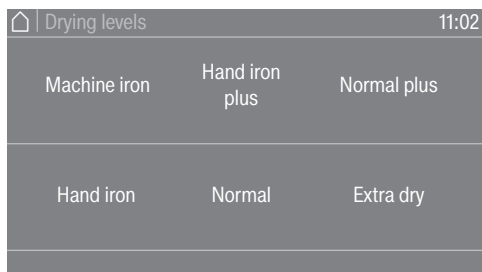 Drying levels 11:02
Machine iron
Hand iron
plus
Normal plus
Hand iron
Normal
Extra dry